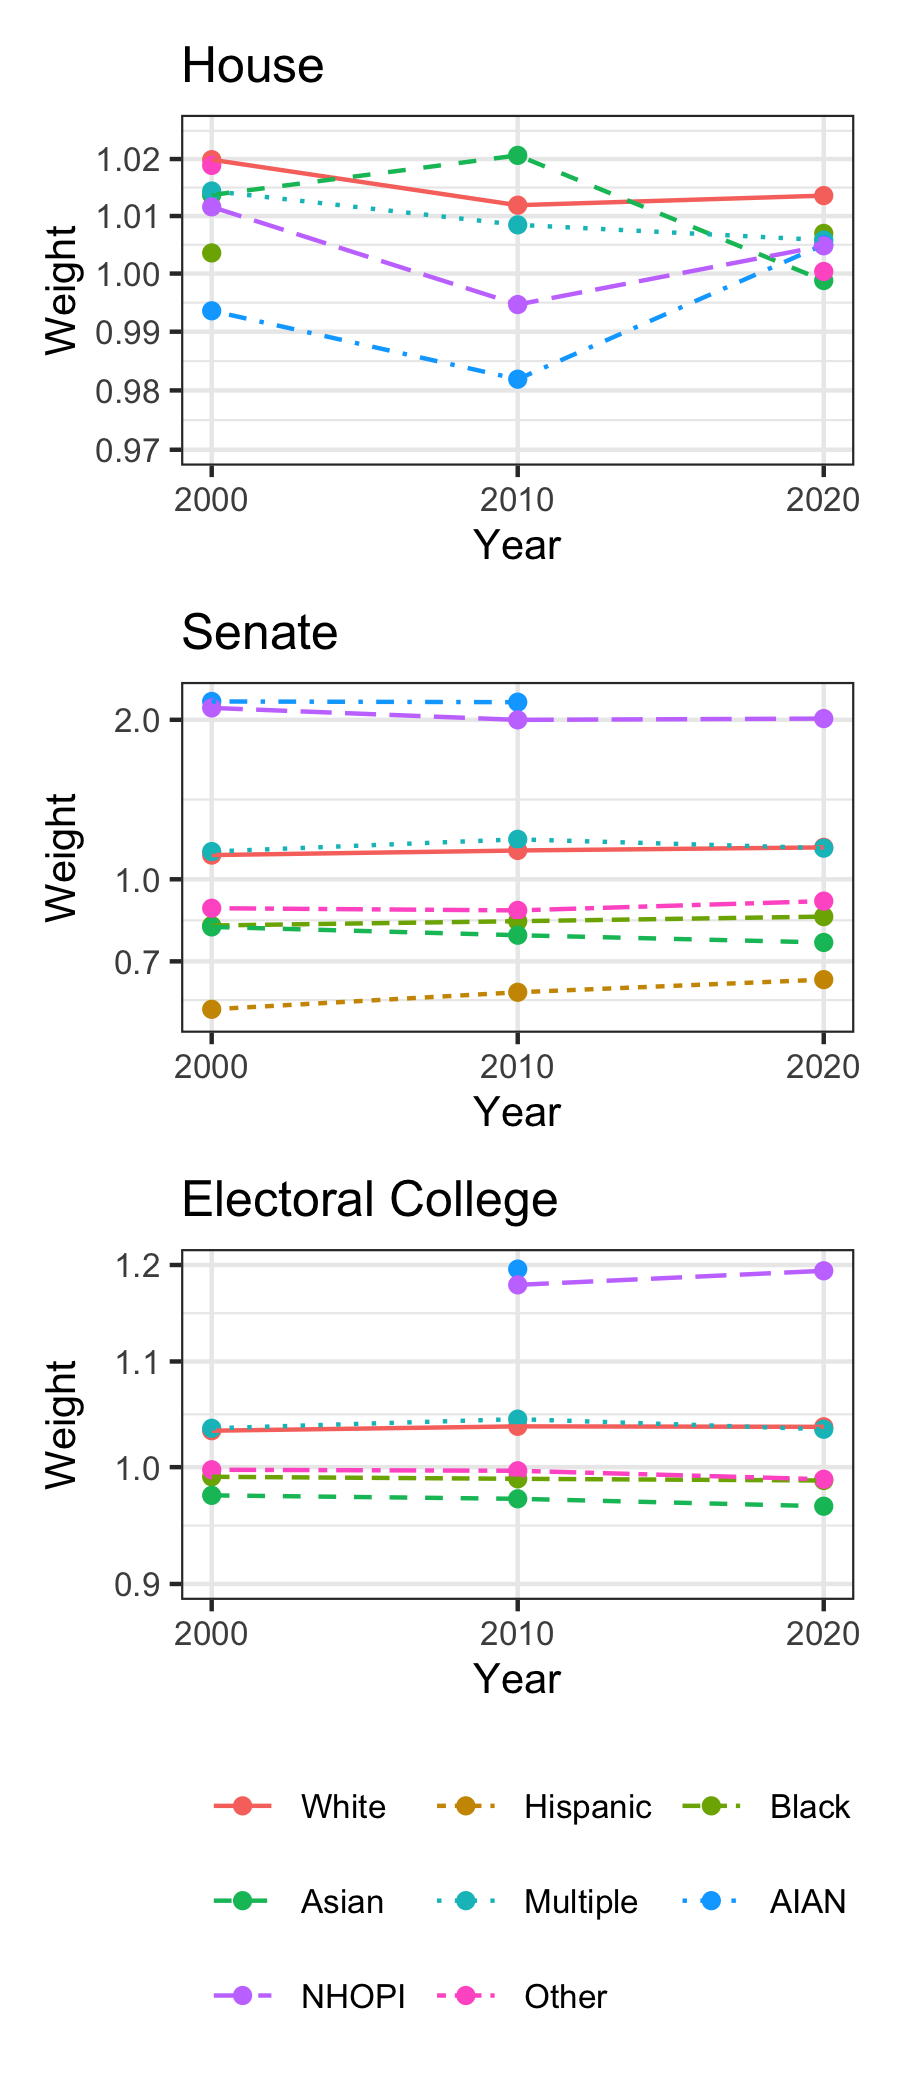 House
1.02
1.01
1.00
0.99
0.98
0.97
Weight
2000 2010 2020
Year
Senate
2.0
1.0
0.7
Weight
2000 2010 2020
Year
Electoral College
1.2
1.1
1.0
0.9
Weight
2000 2010 2020
Year
White Hispanic Black
Asian Multiple AIAN
NHOPI Other